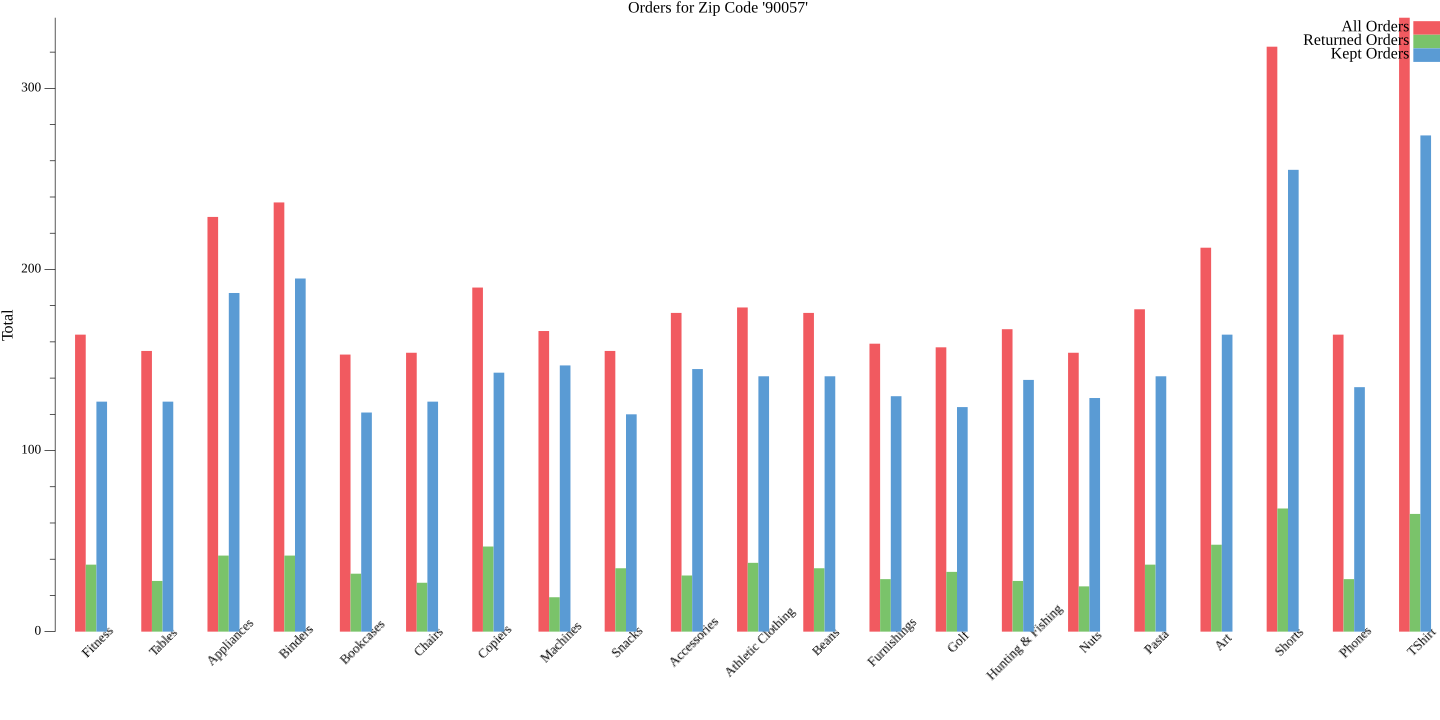 Orders for Zip Code '90057'
All Orders
Returned Orders
Kept Orders
Total
300
200
100
0
Fitness
Tables
Appliances
Binders
Bookcases
Chairs
Copiers
Machines
Snacks
Accessories
Athletic Clothing
Beans
Furnishings
Golf
Hunting & Fishing
Nuts
Pasta
Art
Shorts
Phones
TShirt